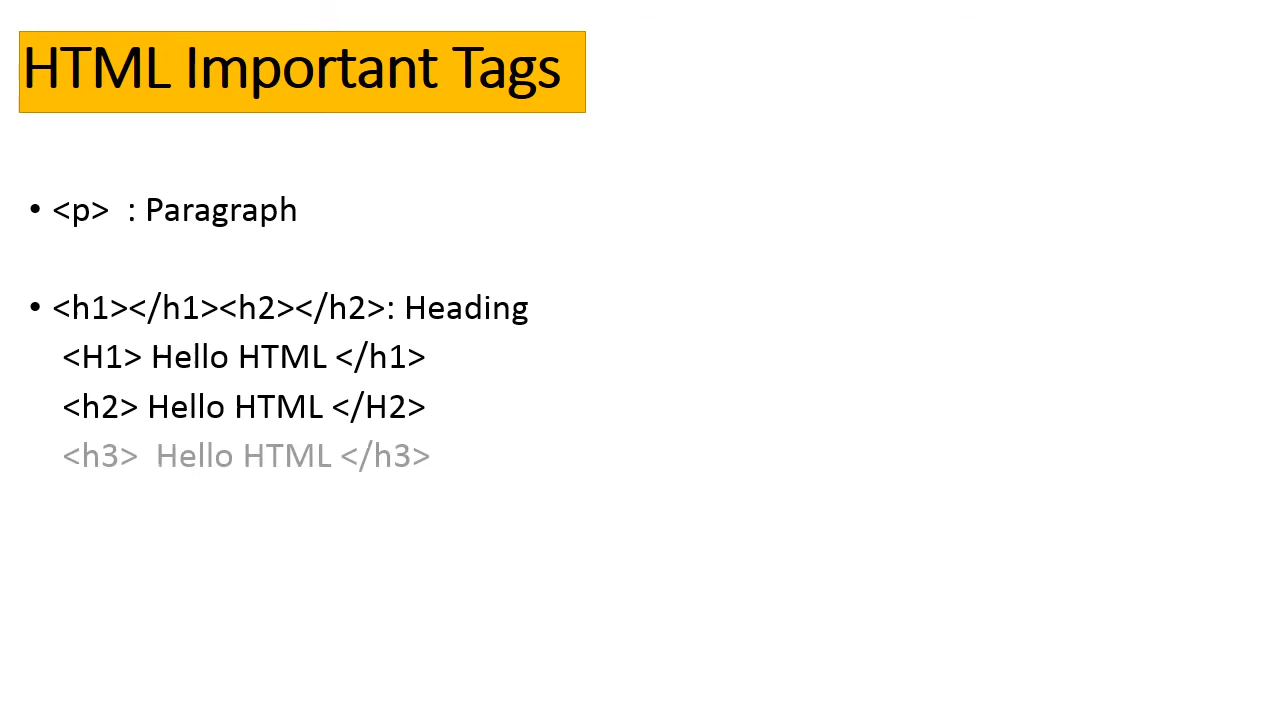 HTML Important Tags
• <p>  : Paragraph
• <h1></h1><h2></h2>: Heading
<H1> Hello HTML </h1>
<h2> Hello HTML </H2>
<h3>  Hello HTML </h3>